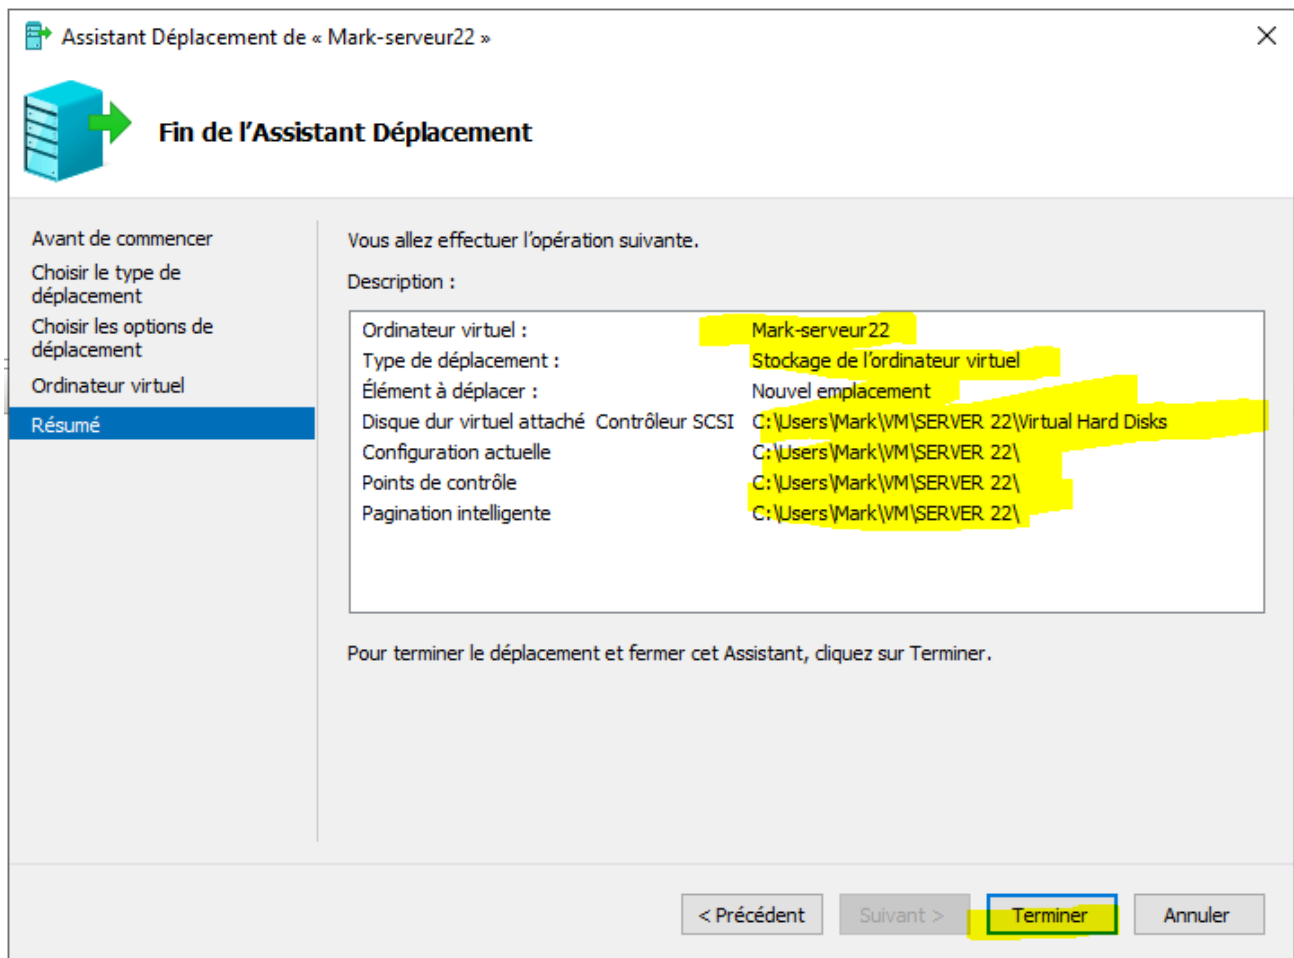 Assistant Déplacement de « Mark-serveur22 »
Fin de l'Assistant Déplacement
Avant de commencer
Choisir le type de
déplacement
Choisir les options de
déplacement
Ordinateur virtuel
Résumé
Vous allez effectuer l'opération suivante.
Description :
Ordinateur virtuel : Mark-serveur22
Type de déplacement : Stockage de l'ordinateur virtuel
Élément à déplacer : Nouvel emplacement
Disque dur virtuel attaché Contrôleur SCSI C:\Users\Mark\VM\SERVER 22\Virtual Hard Disks
Configuration actuelle C:\Users\Mark\VM\SERVER 22\
Points de contrôle C:\Users\Mark\VM\SERVER 22\
Pagination intelligente C:\Users\Mark\VM\SERVER 22\
Pour terminer le déplacement et fermer cet Assistant, cliquez sur Terminer.
< Précédent Suivant > Terminer Annuler